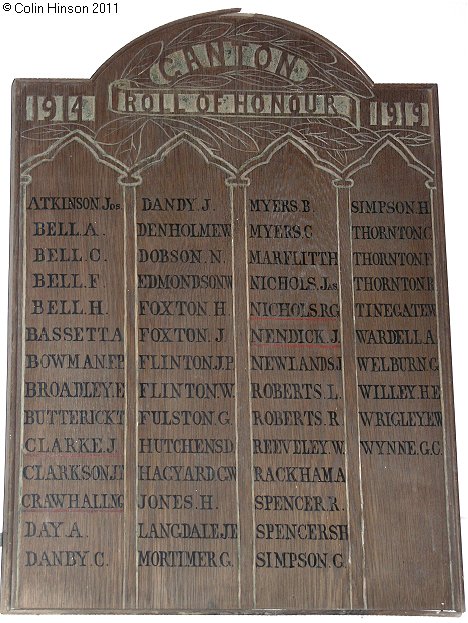 ©Colin Hinson 2011
GANTON
ROLL OF HONOUR
1914
1919
ATKINSON. Jos.
BELL. A.
BELL. C.
BELL. F.
BELL. H.
BASSETT. A
BOWMAN F.P.
BROADLEY. E
BUTTERICK T
CLARKE. J
CLARKSON. J.T
CRAWHALL. N.G
DAY. A.
DANBY. C.
DANDY. J.
DENHOLME W.
DOBSON. N.
EDMONDSON W
FOXTON H
FOXTON. J.
FLINTON. J.P.
FLINTON. W.
FULSTON. G.
HUTCHENS D.
HAGYARD G.W.
JONES. H.
LANGDALE. J.E
MORTIMER G.
MYERS. B.
MYERS. C
MARFLIT T.H
NICHOLS. Jas
NICHOLS R.G
NENDICK. J.
NEWLANDS. J
ROBERTS. L.
ROBERTS. R
REEVELEY. W.
RACKHAM A
SPENCER. R.
SPENCER S H
SIMPSON. G.
SIMPSON. H.
THORNTON. C.
THORNTON. F.
THORNTON. R
TINEGATE W.
WARDELL. A.
WELBURN. G.
WILLEY. H. E.
WRIGLEY E.W
WYNNE. G. C.